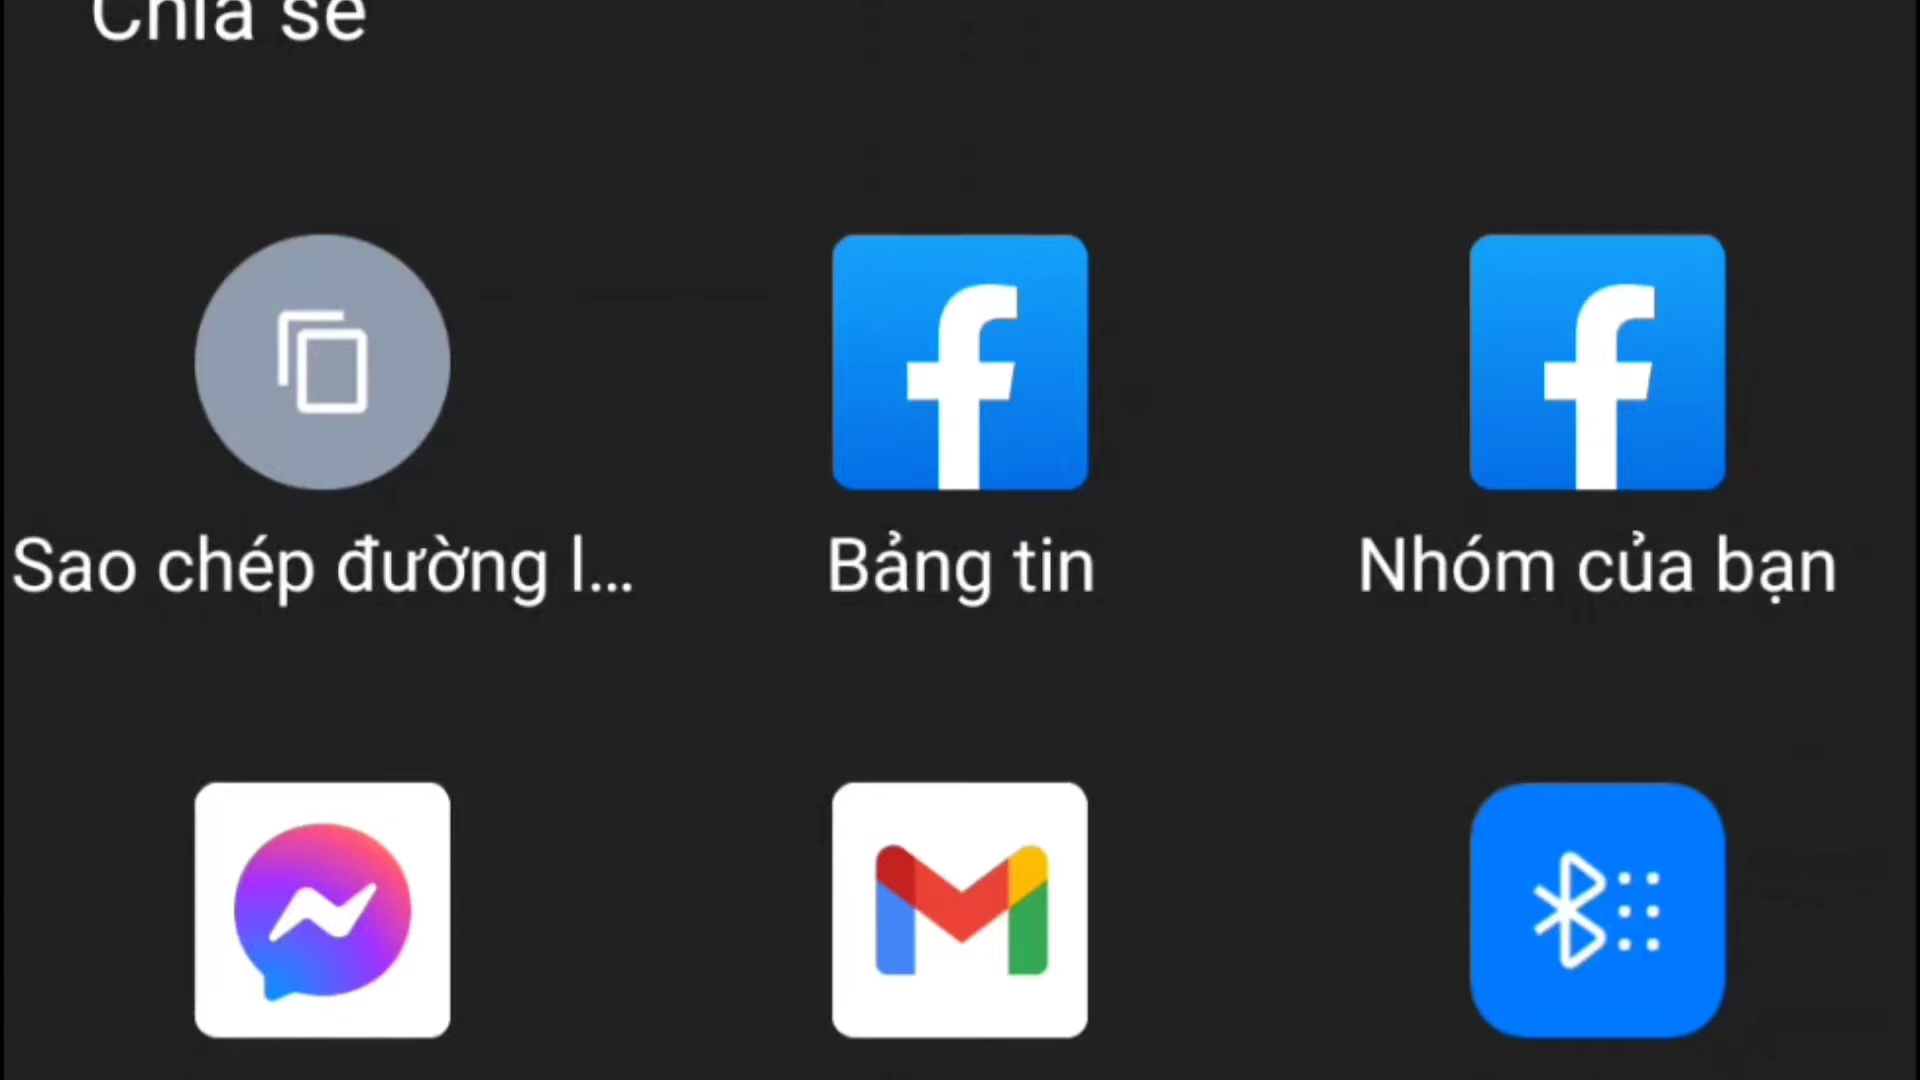 Chia sẻ
Sao chép đường l...
Bảng tin
Nhóm của bạn